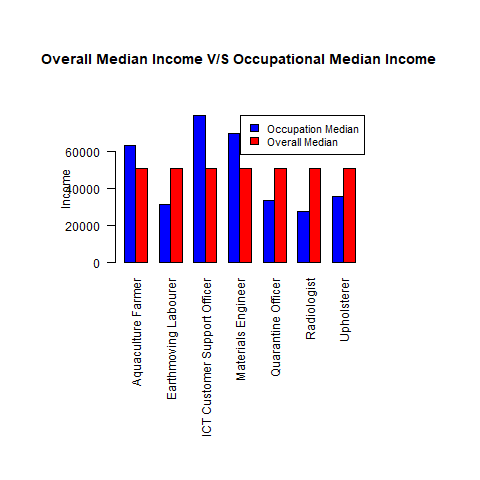 Overall Median Income V/S Occupational Median Income
Occupation Median
Overall Median
Income
60000
40000
20000
0
Aquaculture Farmer
Earthmoving Labourer
ICT Customer Support Officer
Materials Engineer
Quarantine Officer
Radiologist
Upholsterer